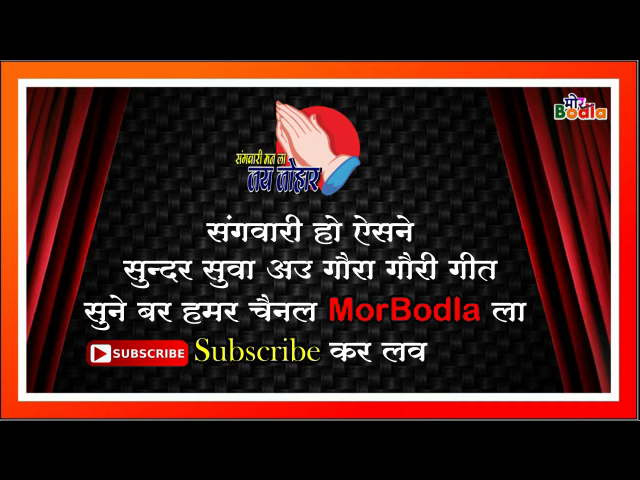 मोर
Bodla
संगवारी मन ला
जय जोहार
संगवारी हो ऐसने
सुन्दर सुवा अउ गौरा गौरी गीत
सुने बर हमर चैनल MorBodla ला
SUBSCRIBE Subscribe कर लव